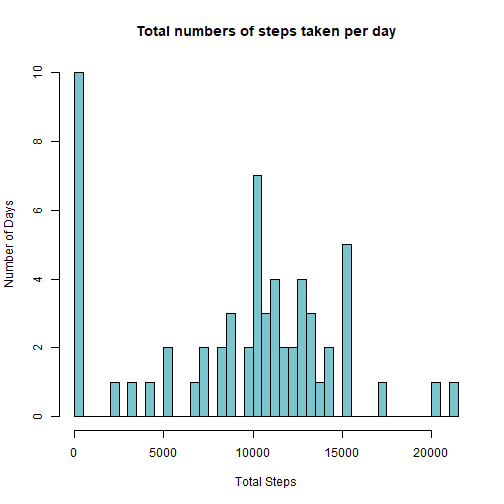 Total numbers of steps taken per day
Number of Days
10
8
6
4
2
0
0 5000 10000 15000 20000
Total Steps